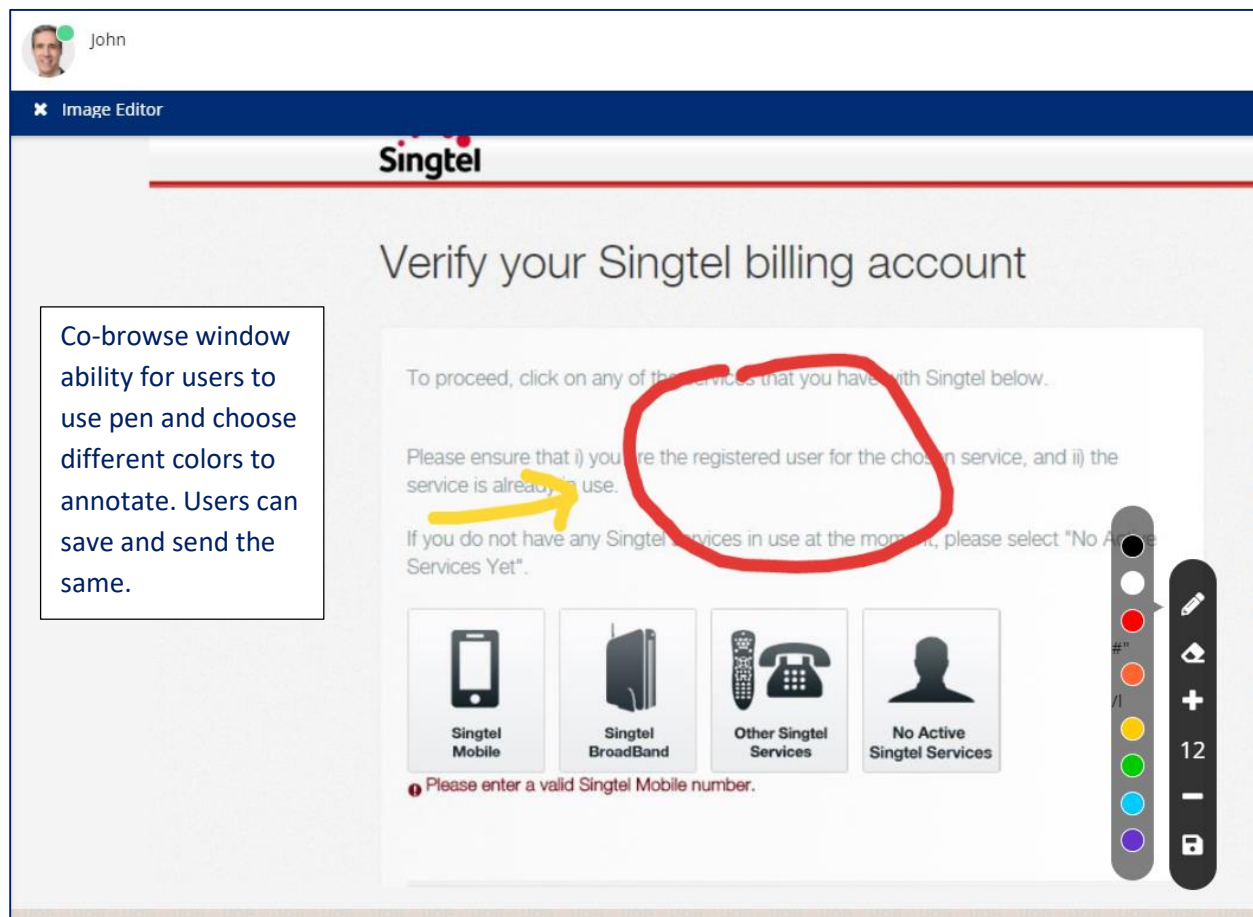 John
Image Editor
Singtel
Verify your Singtel billing account
Co-browse window
ability for users to
use pen and choose
different colors to
annotate. Users can
save and send the
same.
To proceed, click on any of the services that you have with Singtel below.
Please ensure that i) you are the registered user for the chosen service, and ii) the
service is already in use.
If you do not have any Singtel services in use at the moment, please select "No Active
Services Yet".
#"
/l
12
Singtel
Mobile
Singtel
BroadBand
Other Singtel
Services
No Active
Singtel Services
Please enter a valid Singtel Mobile number.